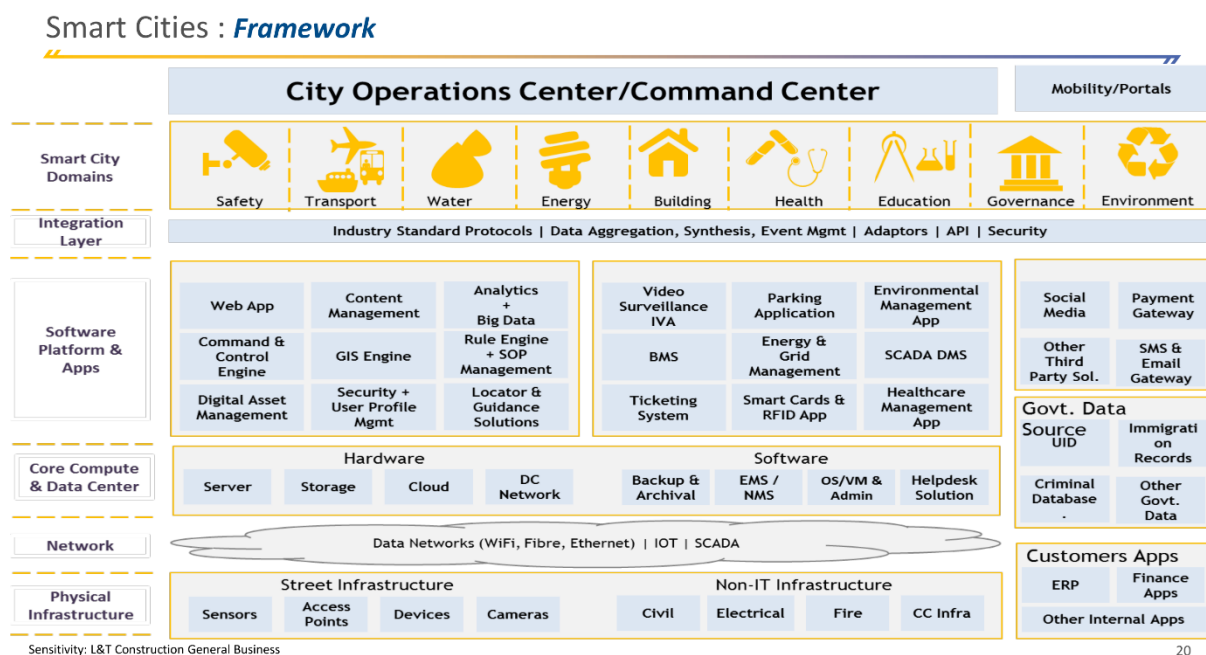 Smart Cities : Framework
City Operations Center/Command Center
Mobility/Portals
Smart City
Domains
Safety
Transport
Water
Energy
Building
Health
Education
Governance
Environment
Integration
Layer
Industry Standard Protocols | Data Aggregation, Synthesis, Event Mgmt | Adaptors | API | Security
Software
Platform &
Apps
Web App
Content
Management
Analytics
+
Big Data
Command &
Control
Engine
GIS Engine
Rule Engine
+ SOP
Management
Digital Asset
Management
Security +
User Profile
Mgmt
Locator &
Guidance
Solutions
Video
Surveillance
IVA
Parking
Application
Environmental
Management
App
BMS
Energy &
Grid
Management
SCADA DMS
Ticketing
System
Smart Cards &
RFID App
Healthcare
Management
App
Social
Media
Payment
Gateway
Other
Third
Party Sol.
SMS &
Email
Gateway
Govt. Data
Source
UID
Immigrati
on
Records
Criminal
Database
.
Other
Govt.
Data
Core Compute
& Data Center
Hardware
Server
Storage
Cloud
DC
Network
Software
Backup &
Archival
EMS /
NMS
OS/VM &
Admin
Helpdesk
Solution
Network
Data Networks (WiFi, Fibre, Ethernet) | IOT | SCADA
Physical
Infrastructure
Street Infrastructure
Sensors
Access
Points
Devices
Cameras
Non-IT Infrastructure
Civil
Electrical
Fire
CC Infra
Customers Apps
ERP
Finance
Apps
Other Internal Apps
Sensitivity: L&T Construction General Business
20